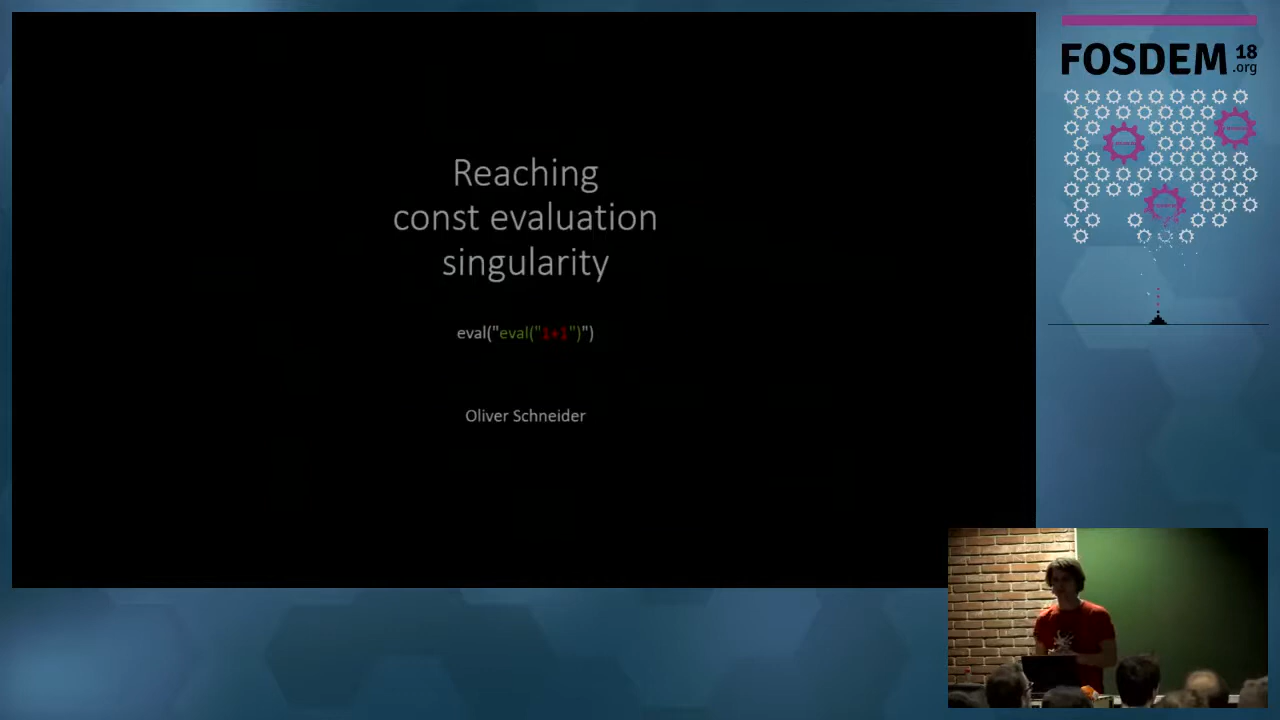 Reaching
const evaluation
singularity
eval("eval("1+1")")
Oliver Schneider
FOSDEM 18
.org